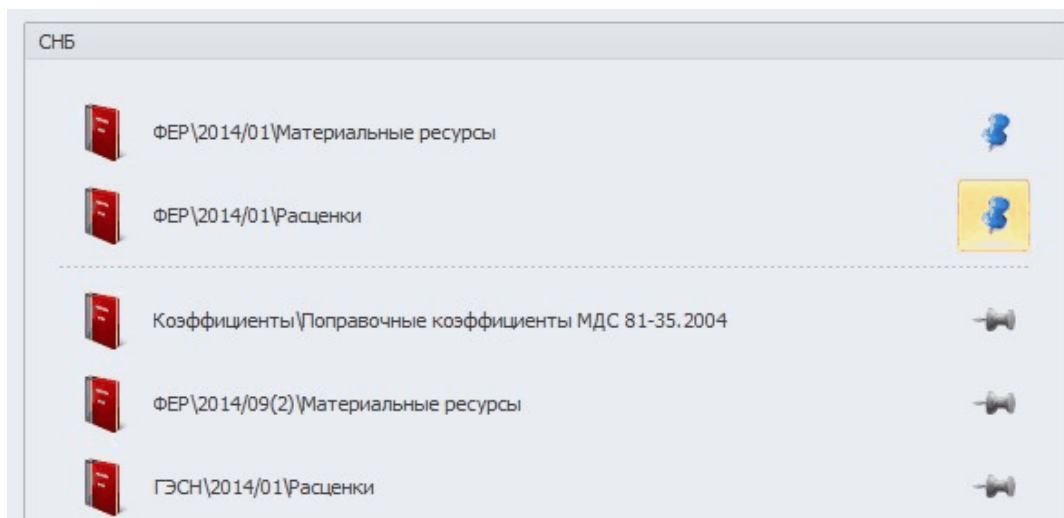 СНБ
ФЕР\2014/01\Материальные ресурсы
ФЕР\2014/01\Расценки
Коэффициенты\Поправочные коэффициенты МДС 81-35.2004
ФЕР\2014/09(2)\Материальные ресурсы
ГЭСН\2014/01\Расценки